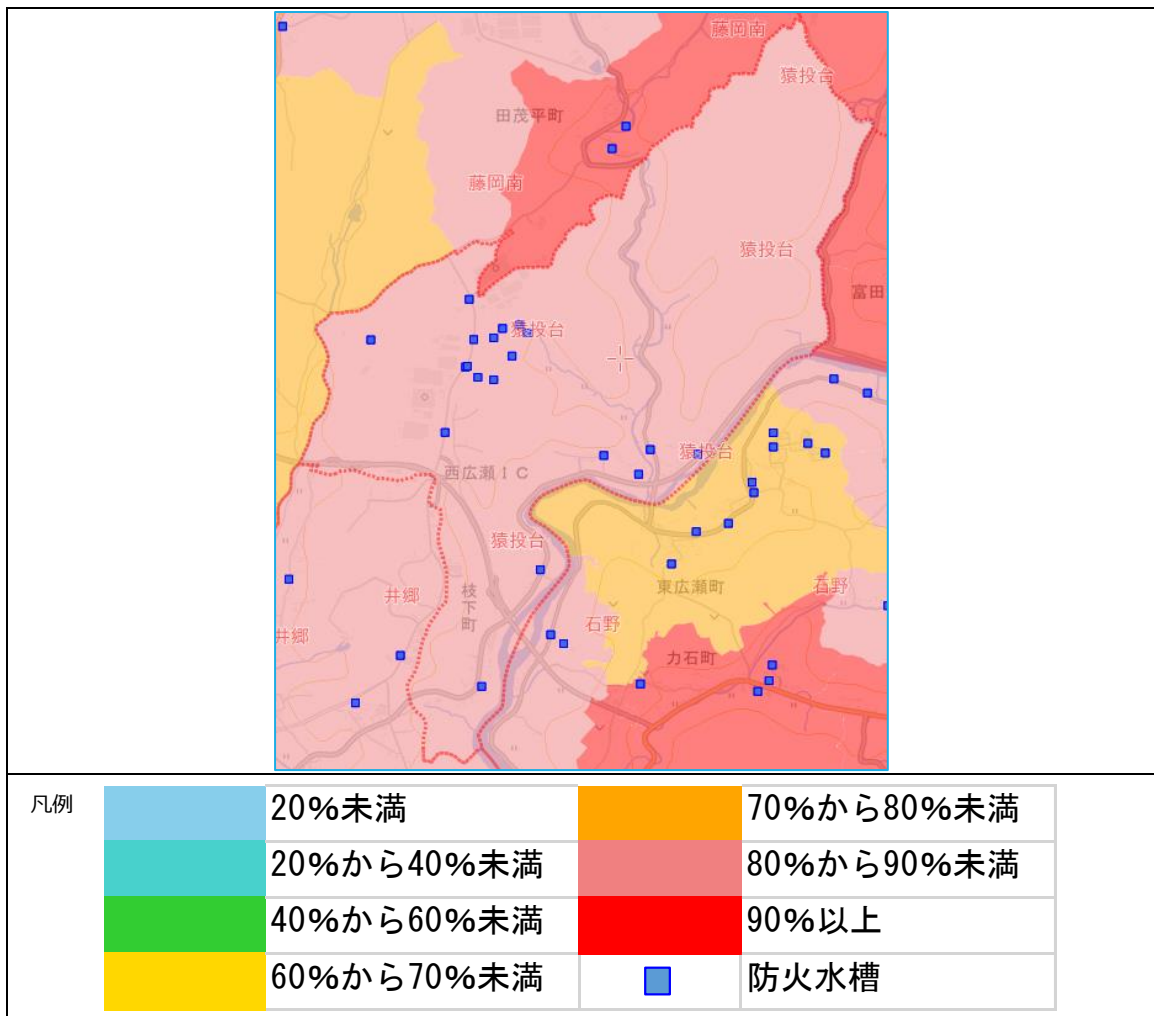 藤岡南
猿投台
田茂平町
藤岡南
猿投台
富田
猿投台
猿投台
西広瀬IC
猿投台
井郷
枝下町
東広瀬町
石野
石野
井郷
力石町
凡例
20%未満
70%から80%未満
20%から40%未満
80%から90%未満
40%から60%未満
90%以上
60%から70%未満
防火水槽